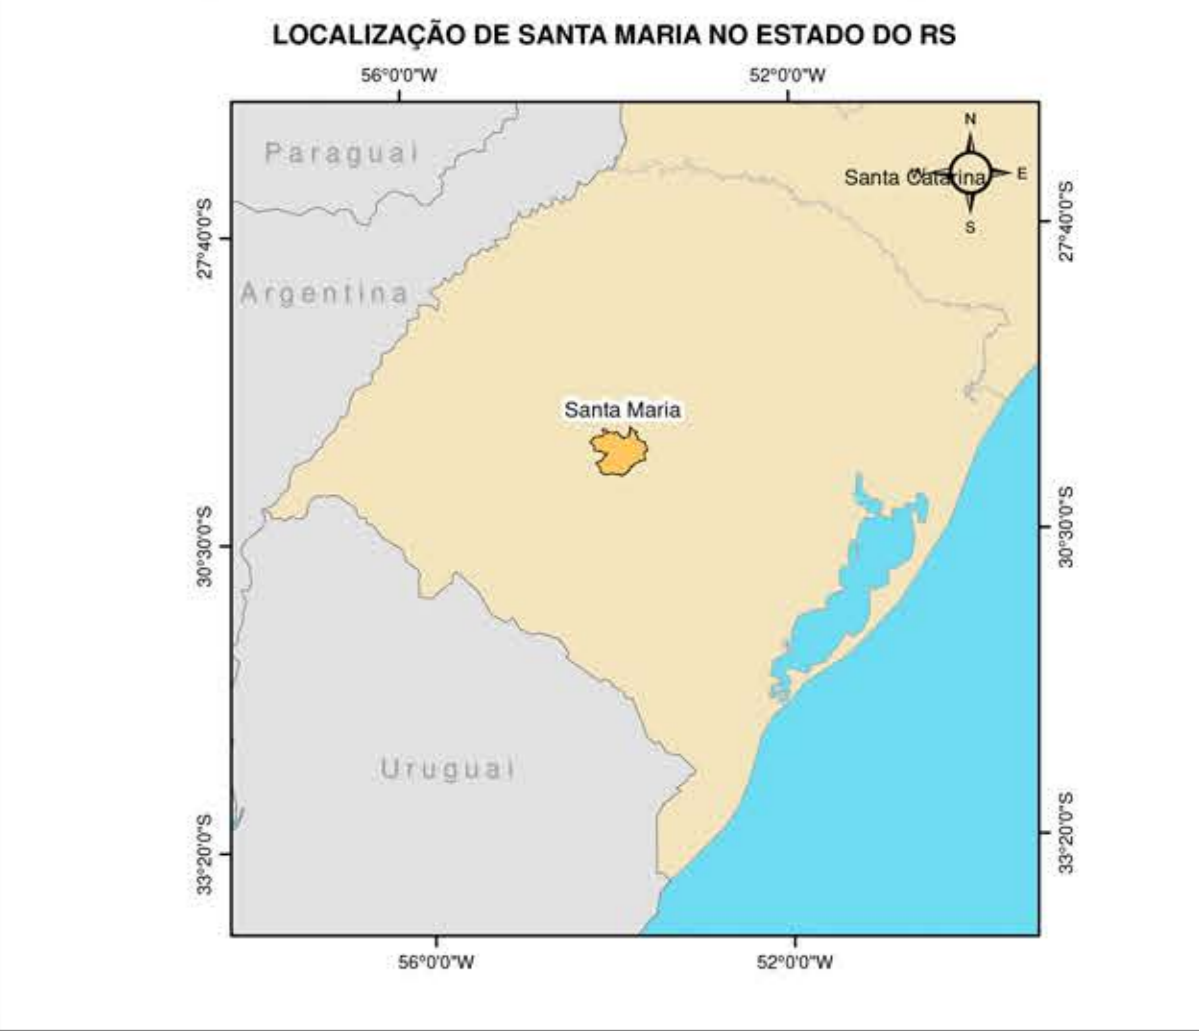 LOCALIZAÇÃO DE SANTA MARIA NO ESTADO DO RS
56°0'0"W
52°0'0"W
N
Paraguai
Santa Catarina
W
E
S
27°40'0"S
27°40'0"S
Argentina
Santa Maria
30°30'0"S
30°30'0"S
Uruguai
33°20'0"S
33°20'0"S
56°0'0"W
52°0'0"W